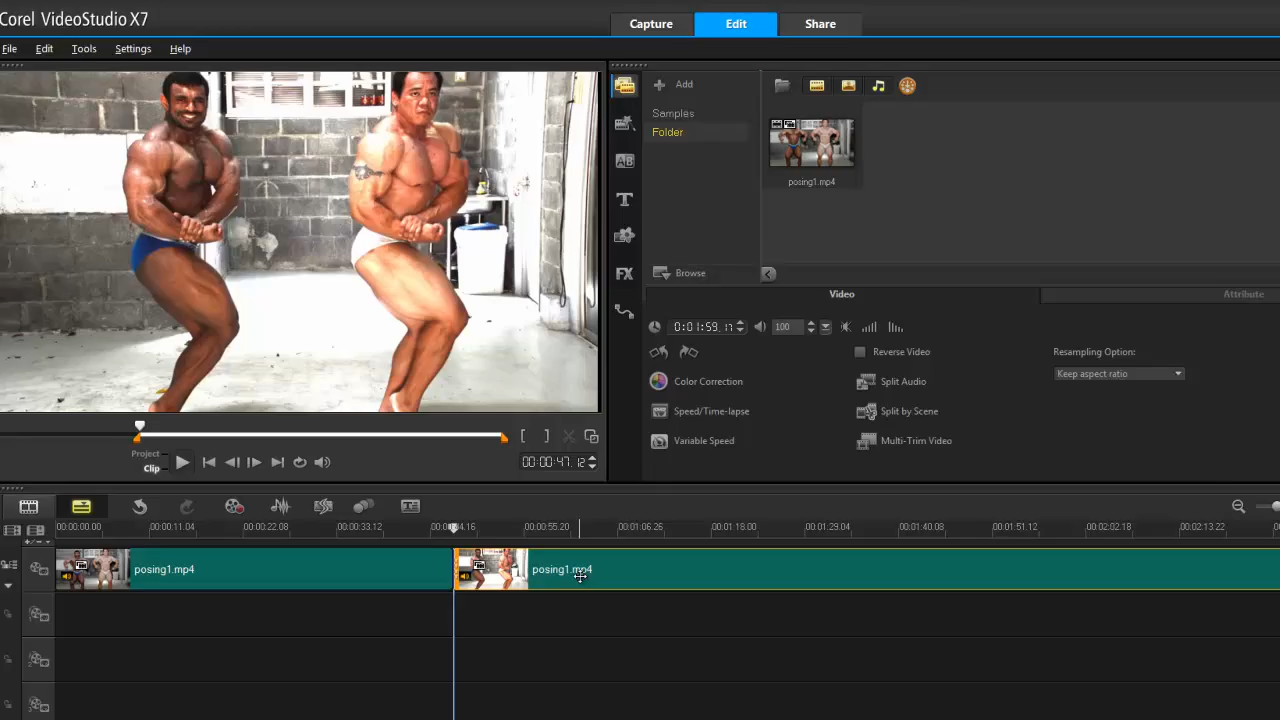 Corel VideoStudio X7
Capture Edit Share
File Edit Tools Settings Help
Add
Samples
Folder
posing1.mp4
AB
T
FX
Browse
Video Attribute
0:01:59.17 100
Reverse Video Resampling Option:
Color Correction Split Audio Keep aspect ratio
Speed/Time-lapse Split by Scene
Variable Speed Multi-Trim Video
Project
Clip
00:00:47.12
00:00:00.00 00:00:11.04 00:00:22.08 00:00:33.12 00:00:55.20 00:01:06.26 00:01:18.00 00:01:29.04 00:01:40.08 00:01:51.12 00:02:02.18 00:02:13.22
posing1.mp4 posing1.mp4